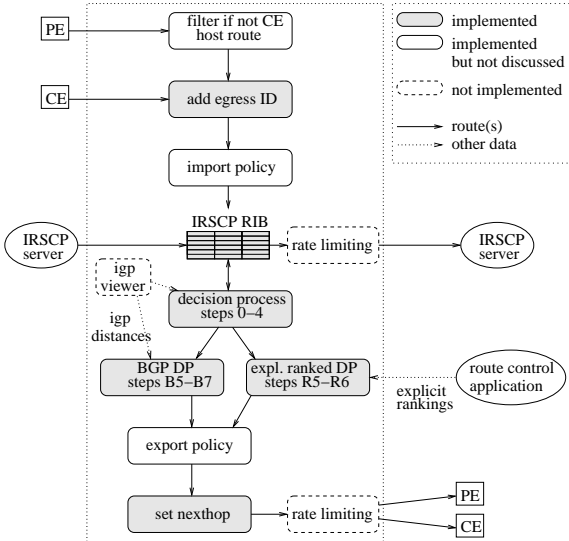 PE
filter if not CE
host route
CE
add egress ID
import policy
IRSCP RIB
IRSCP
server
rate limiting
IRSCP
server
igp
viewer
igp
distances
decision process
steps 0−4
BGP DP
steps B5−B7
expl. ranked DP
steps R5−R6
explicit
rankings
route control
application
export policy
set nexthop
rate limiting
PE
CE
implemented
implemented
but not discussed
not implemented
route(s)
other data